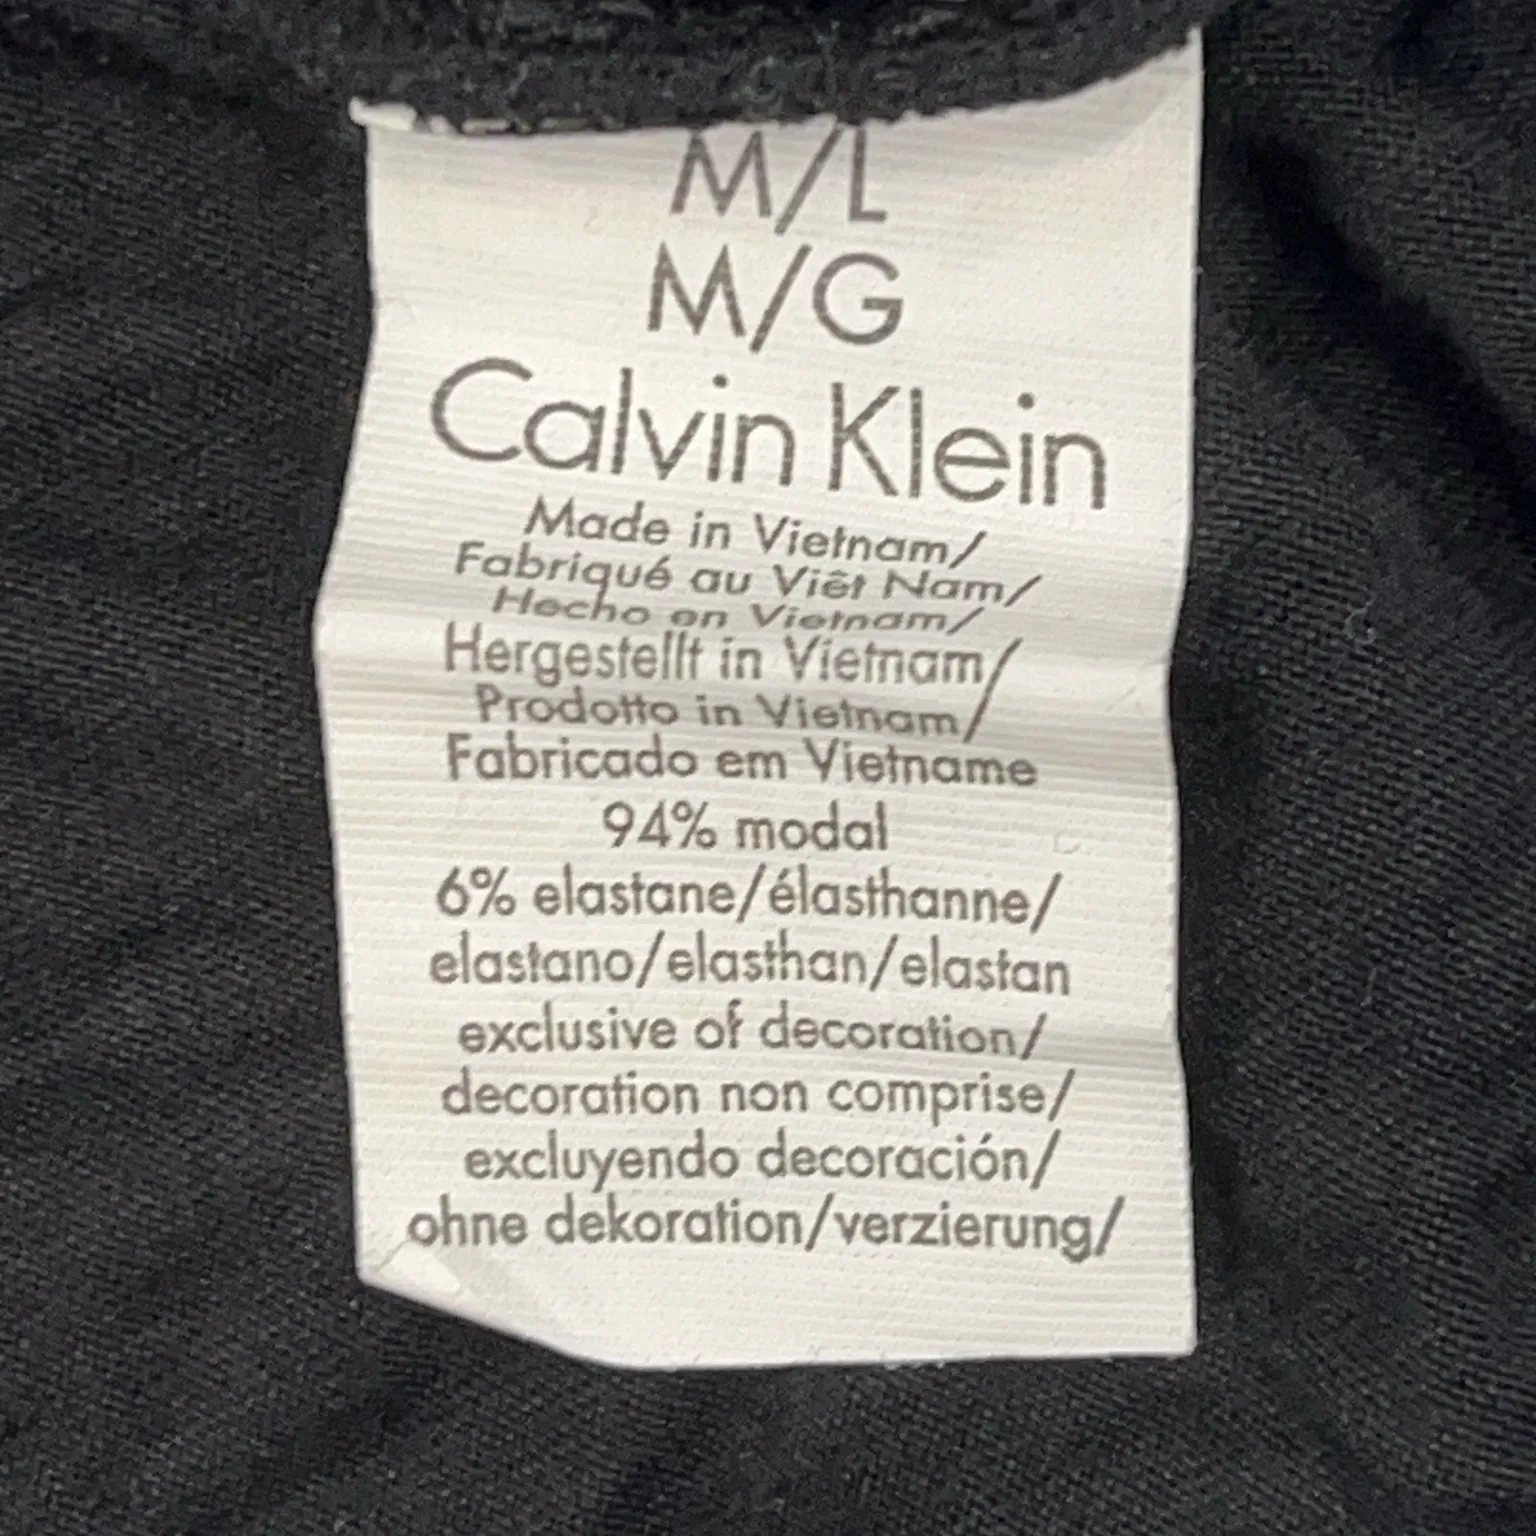 M/L
M/G
Calvin Klein
Made in Vietnam/
Fabriqué au Viêt Nam/
Hecho en Vietnam/
Hergestellt in Vietnam/
Prodotto in Vietnam/
Fabricado em Vietname
94% modal
6% elastane/élasthanne/
elastano/elasthan/elastan
exclusive of decoration/
decoration non comprise/
excluyendo decoración/
ohne dekoration/verzierung/